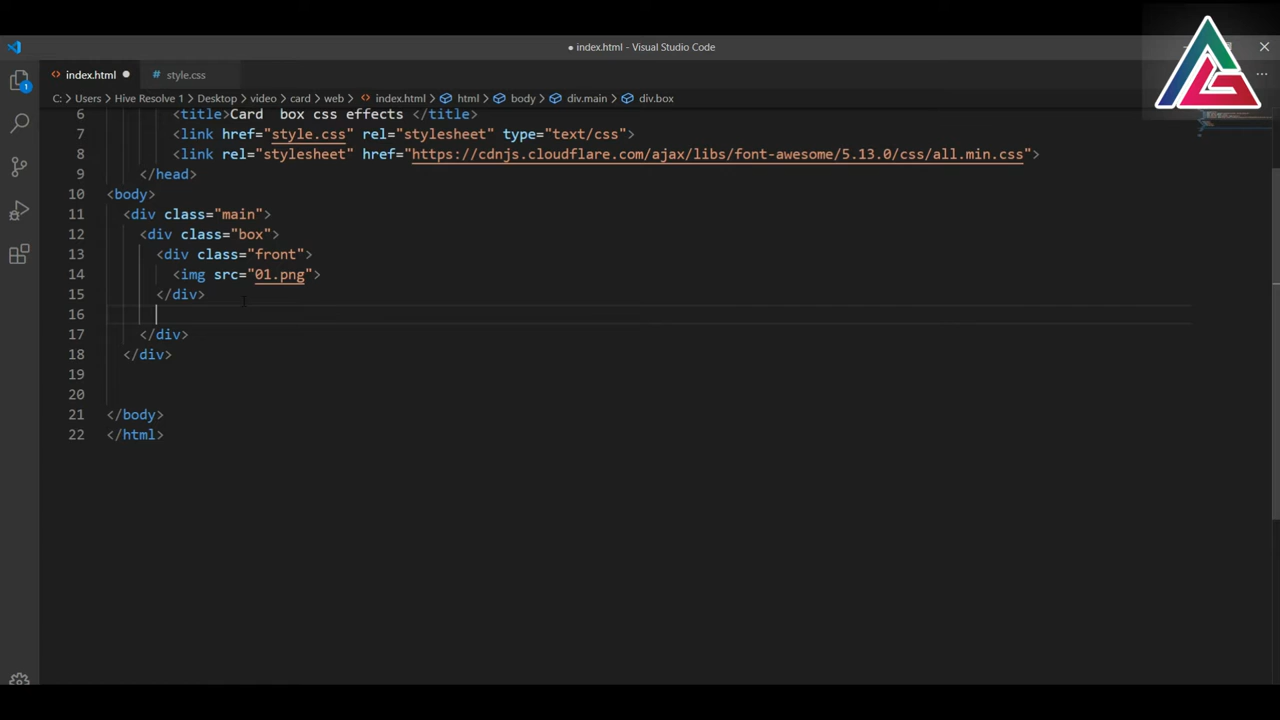 ● index.html - Visual Studio Code
index.html ● # style.css
C: > Users > Hive Resolve 1 > Desktop > video > card > web > index.html > html > body > div.main > div.box
6 <title>Card  box css effects </title>
7 <link href="style.css" rel="stylesheet" type="text/css">
8 <link rel="stylesheet" href="https://cdnjs.cloudflare.com/ajax/libs/font-awesome/5.13.0/css/all.min.css">
9 </head>
10 <body>
11 <div class="main">
12 <div class="box">
13 <div class="front">
14 <img src="01.png">
15 </div>
16
17 </div>
18 </div>
19
20
21 </body>
22 </html>
1